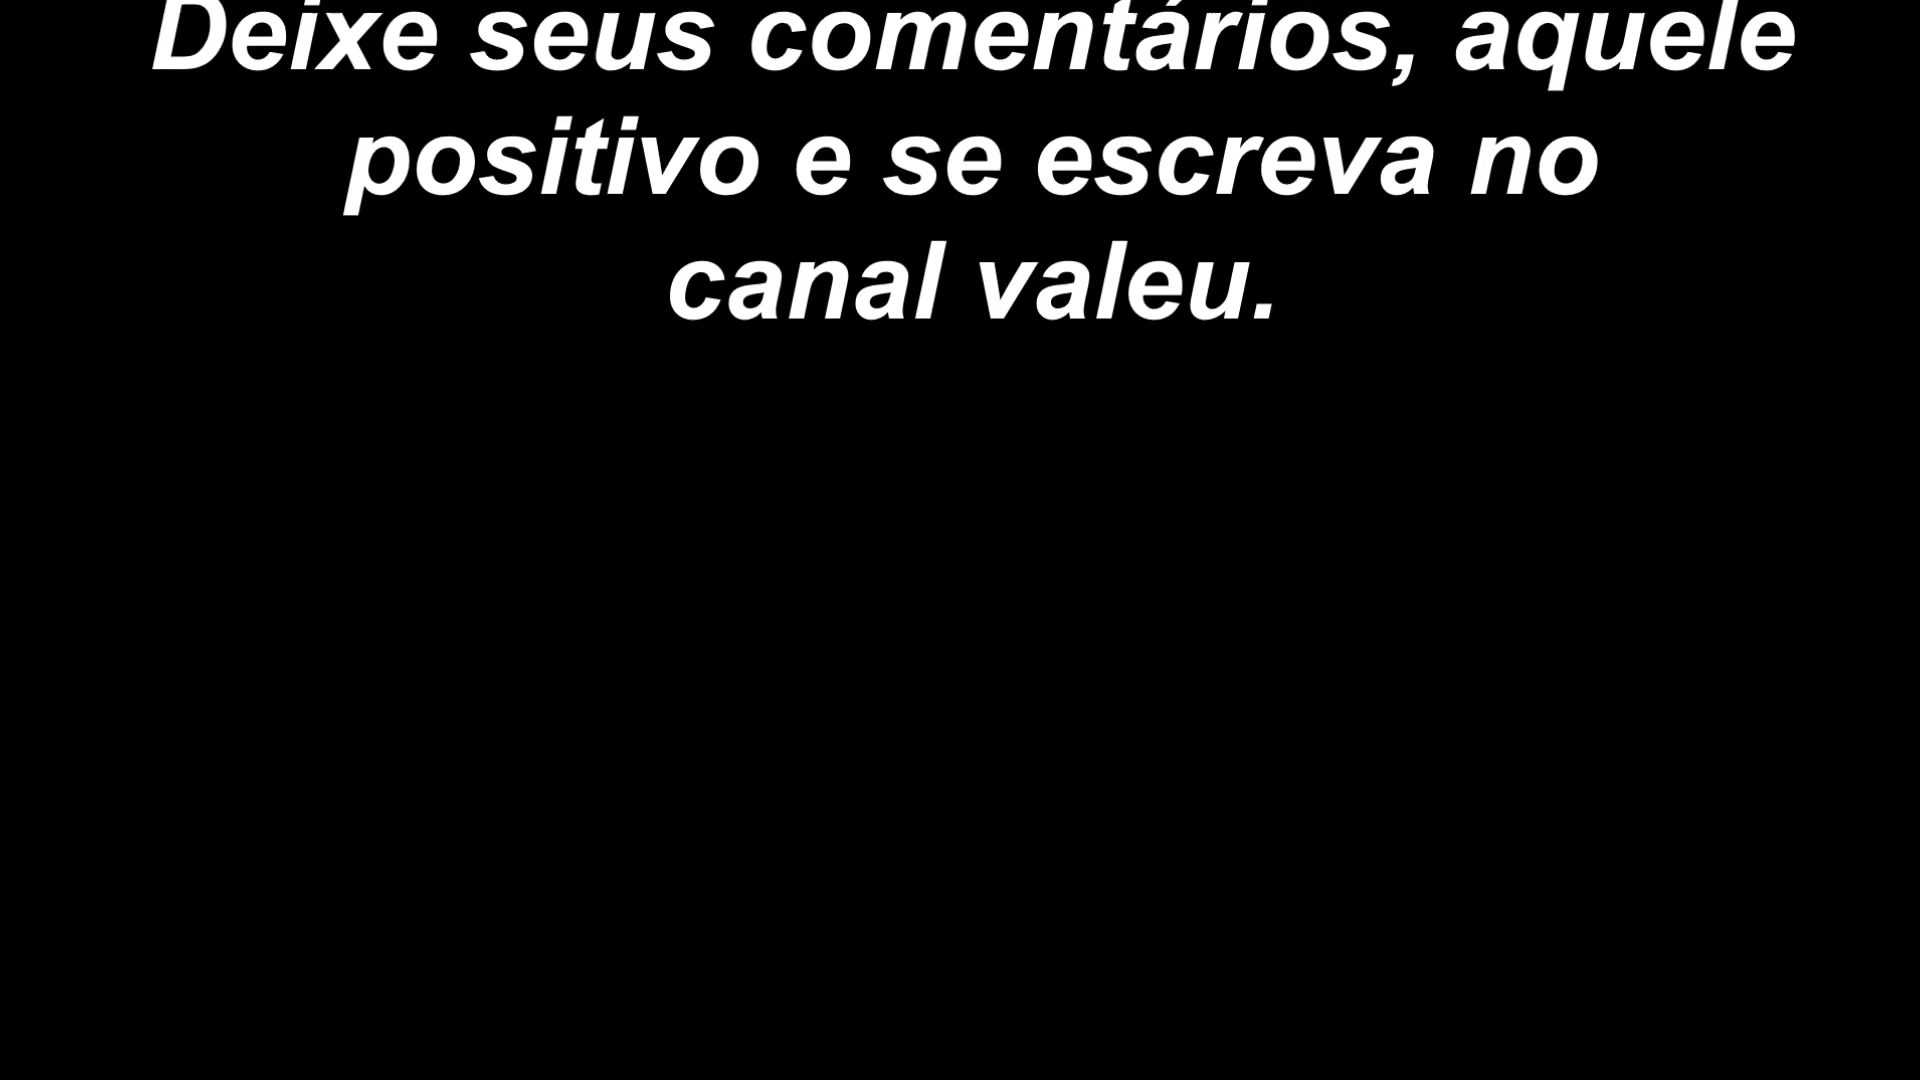 Deixe seus comentários, aquele
positivo e se escreva no
canal valeu.